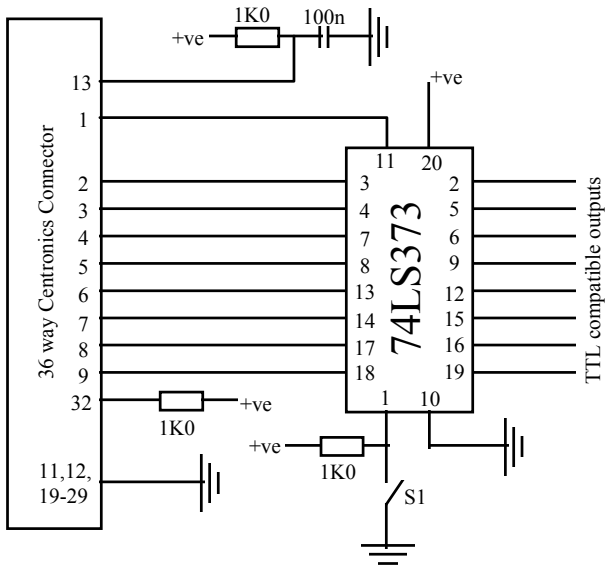 1K0
100n
+ve
13
+ve
1
11
20
2
3
2
3
4
5
4
7
6
5
8
9
6
13
12
7
14
15
8
17
16
9
18
19
36 way Centronics Connector
74LS373
TTL compatible outputs
32
+ve
1
10
1K0
+ve
1K0
11,12,
19-29
S1